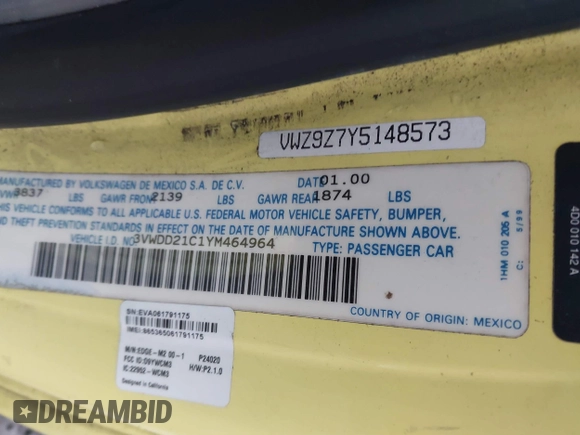 VWZ9Z7Y5148573
MANUFACTURED BY VOLKSWAGEN DE MEXICO S.A. DE C.V. DATE 01.00
GVWR 3837 LBS GAWR FRONT 2139 LBS GAWR REAR 1874 LBS
THIS VEHICLE CONFORMS TO ALL APPLICABLE U.S. FEDERAL MOTOR VEHICLE SAFETY, BUMPER,
AND THEFT PREVENTION STANDARDS IN EFFECT ON THE DATE OF MANUFACTURE SHOWN ABOVE.
VEHICLE I.D. NO. 3VWDD21C1YM464964 TYPE: PASSENGER CAR
COUNTRY OF ORIGIN: MEXICO
1HM 010 205 A
C: 5/99
4D0 010 142 A
SN:EVA061791175
IMEI:865365061791175
M/N:EDGE-M2 00-1 P24020
FCC ID:D9YWCM3 H/W:P2.1.0
IC:22952-WCM3
Designed in California
EPICVIN
DREAMBID